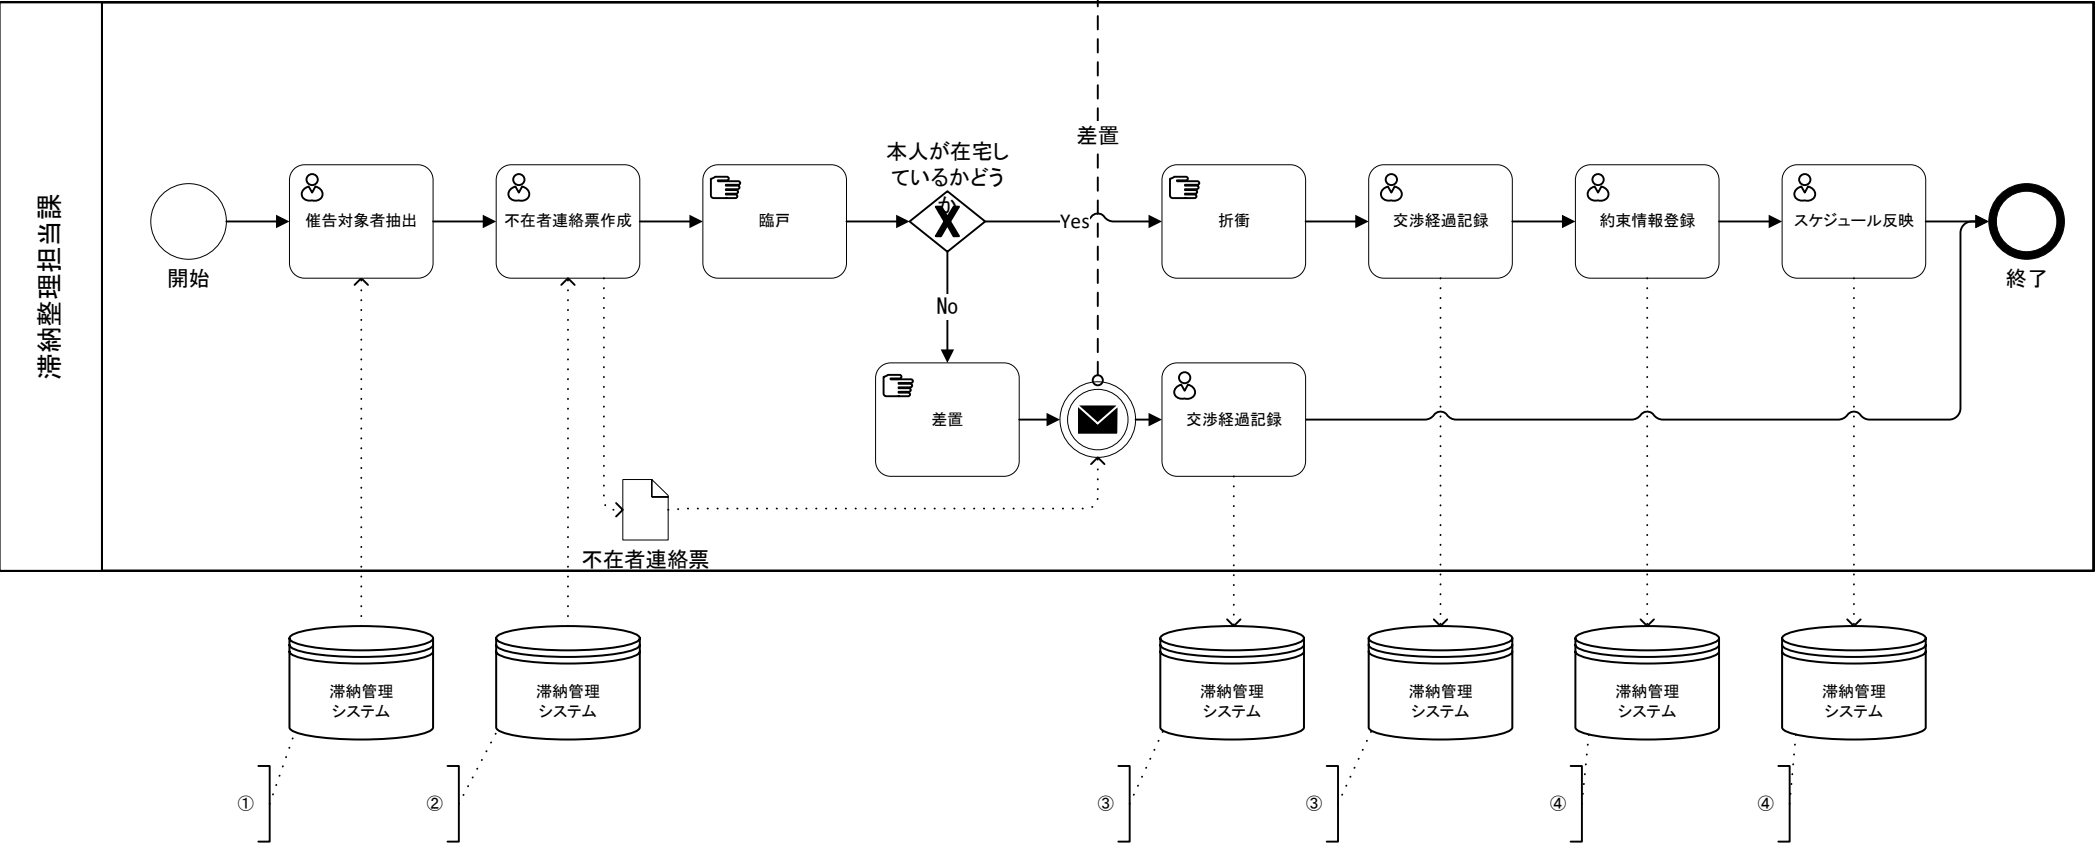 滞納整理担当課
差置
本人が在宅し
ているかどう
か
開始
催告対象者抽出
不在者連絡票作成
臨戸
Yes
折衝
交渉経過記録
約束情報登録
スケジュール反映
終了
No
差置
交渉経過記録
不在者連絡票
滞納管理
システム
滞納管理
システム
滞納管理
システム
滞納管理
システム
滞納管理
システム
滞納管理
システム
①
②
③
③
④
④